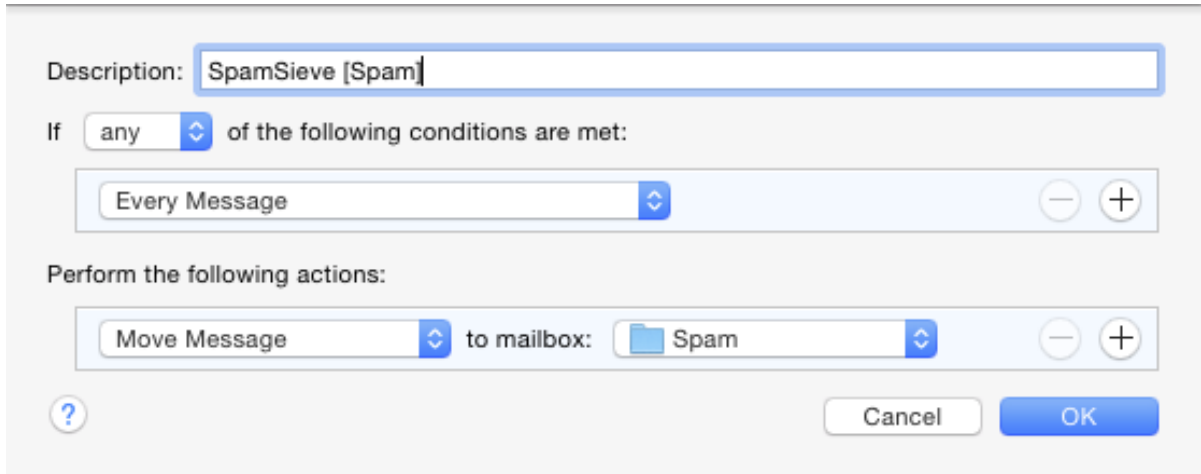 Description: SpamSieve [Spam]
If any of the following conditions are met:
Every Message
Perform the following actions:
Move Message to mailbox: Spam
? Cancel OK